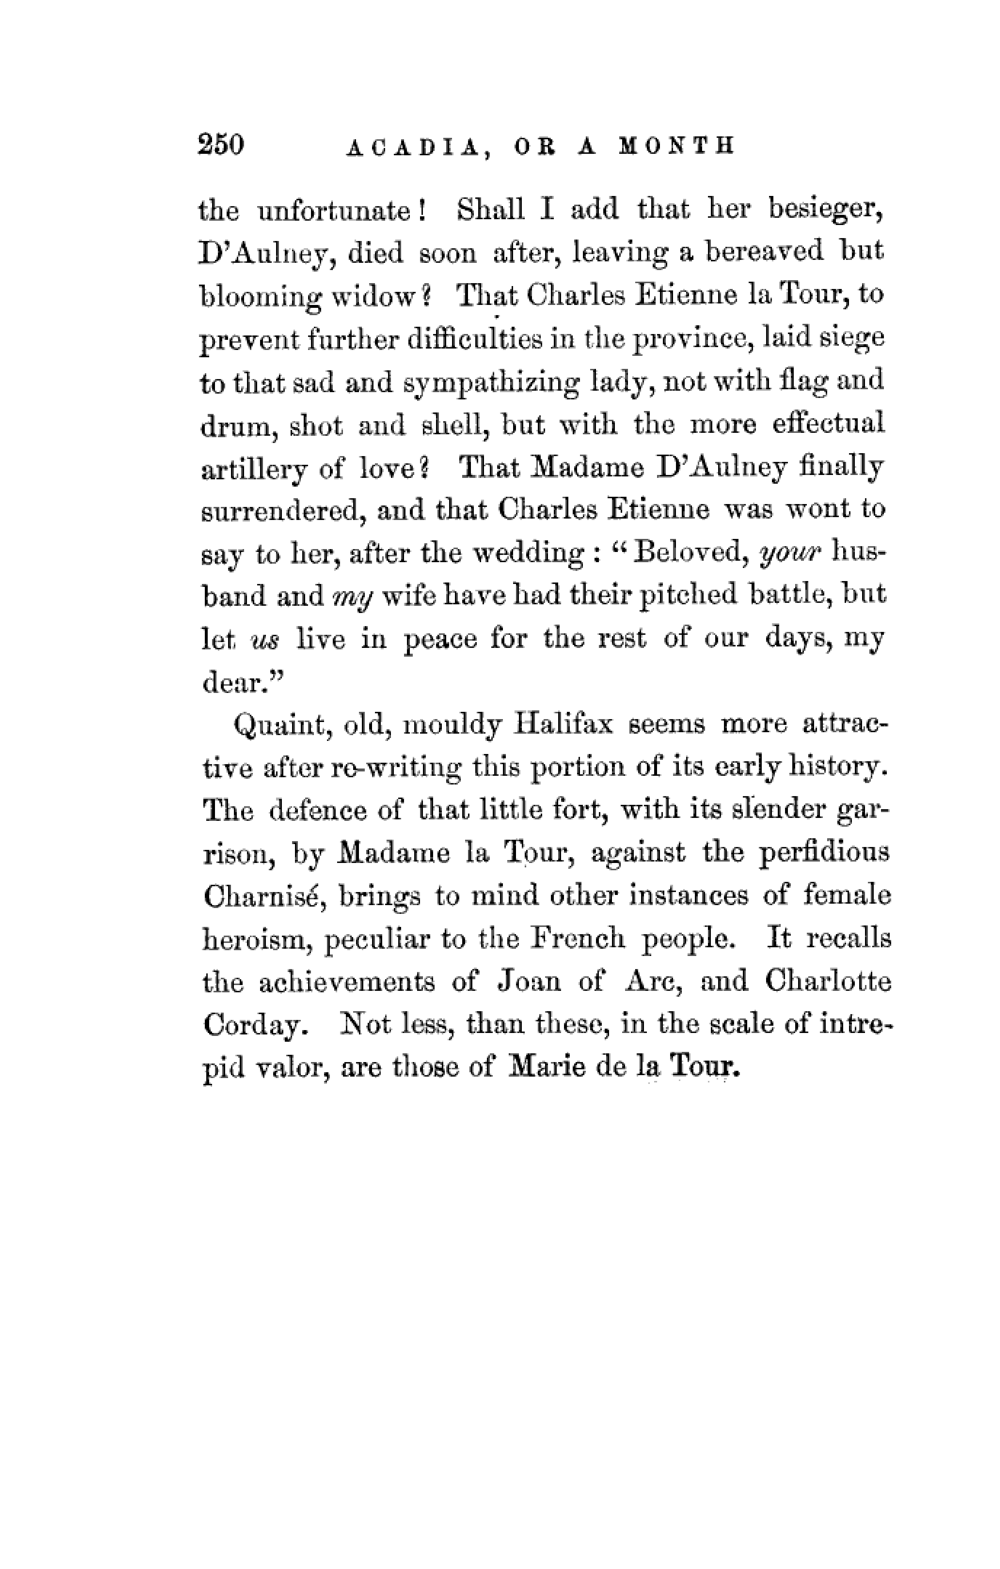 250 ACADIA, OR A MONTH
the unfortunate! Shall I add that her besieger,
D’Aulney, died soon after, leaving a bereaved but
blooming widow? That Charles Etienne la Tour, to
prevent further difficulties in the province, laid siege
to that sad and sympathizing lady, not with flag and
drum, shot and shell, but with the more effectual
artillery of love? That Madame D’Aulney finally
surrendered, and that Charles Etienne was wont to
say to her, after the wedding : “Beloved, your hus-
band and my wife have had their pitched battle, but
let us live in peace for the rest of our days, my
dear.”
Quaint, old, mouldy Halifax seems more attrac-
tive after re-writing this portion of its early history.
The defence of that little fort, with its slender gar-
rison, by Madame la Tour, against the perfidious
Charnisé, brings to mind other instances of female
heroism, peculiar to the French people. It recalls
the achievements of Joan of Arc, and Charlotte
Corday. Not less, than these, in the scale of intre-
pid valor, are those of Marie de la Tour.